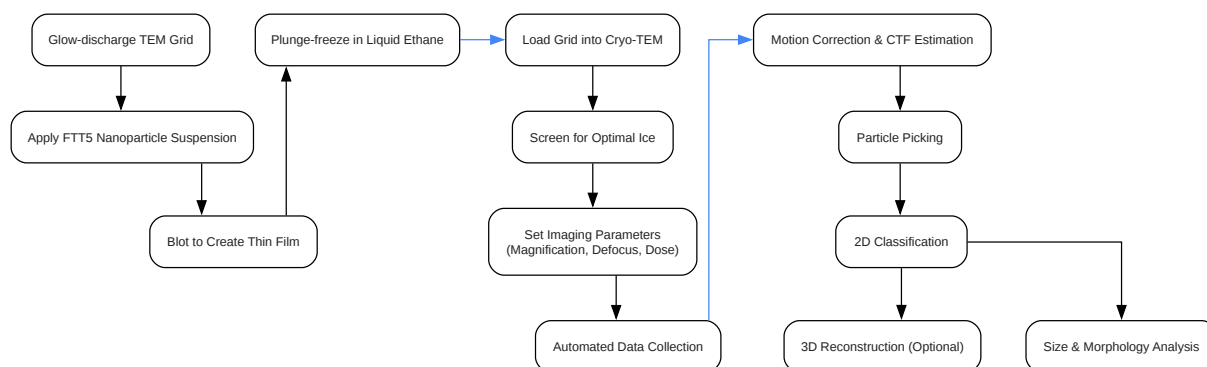 Glow-discharge TEM Grid
Apply FTT5 Nanoparticle Suspension
Blot to Create Thin Film
Plunge-freeze in Liquid Ethane
Load Grid into Cryo-TEM
Screen for Optimal Ice
Set Imaging Parameters
(Magnification, Defocus, Dose)
Automated Data Collection
Motion Correction & CTF Estimation
Particle Picking
2D Classification
3D Reconstruction (Optional)
Size & Morphology Analysis